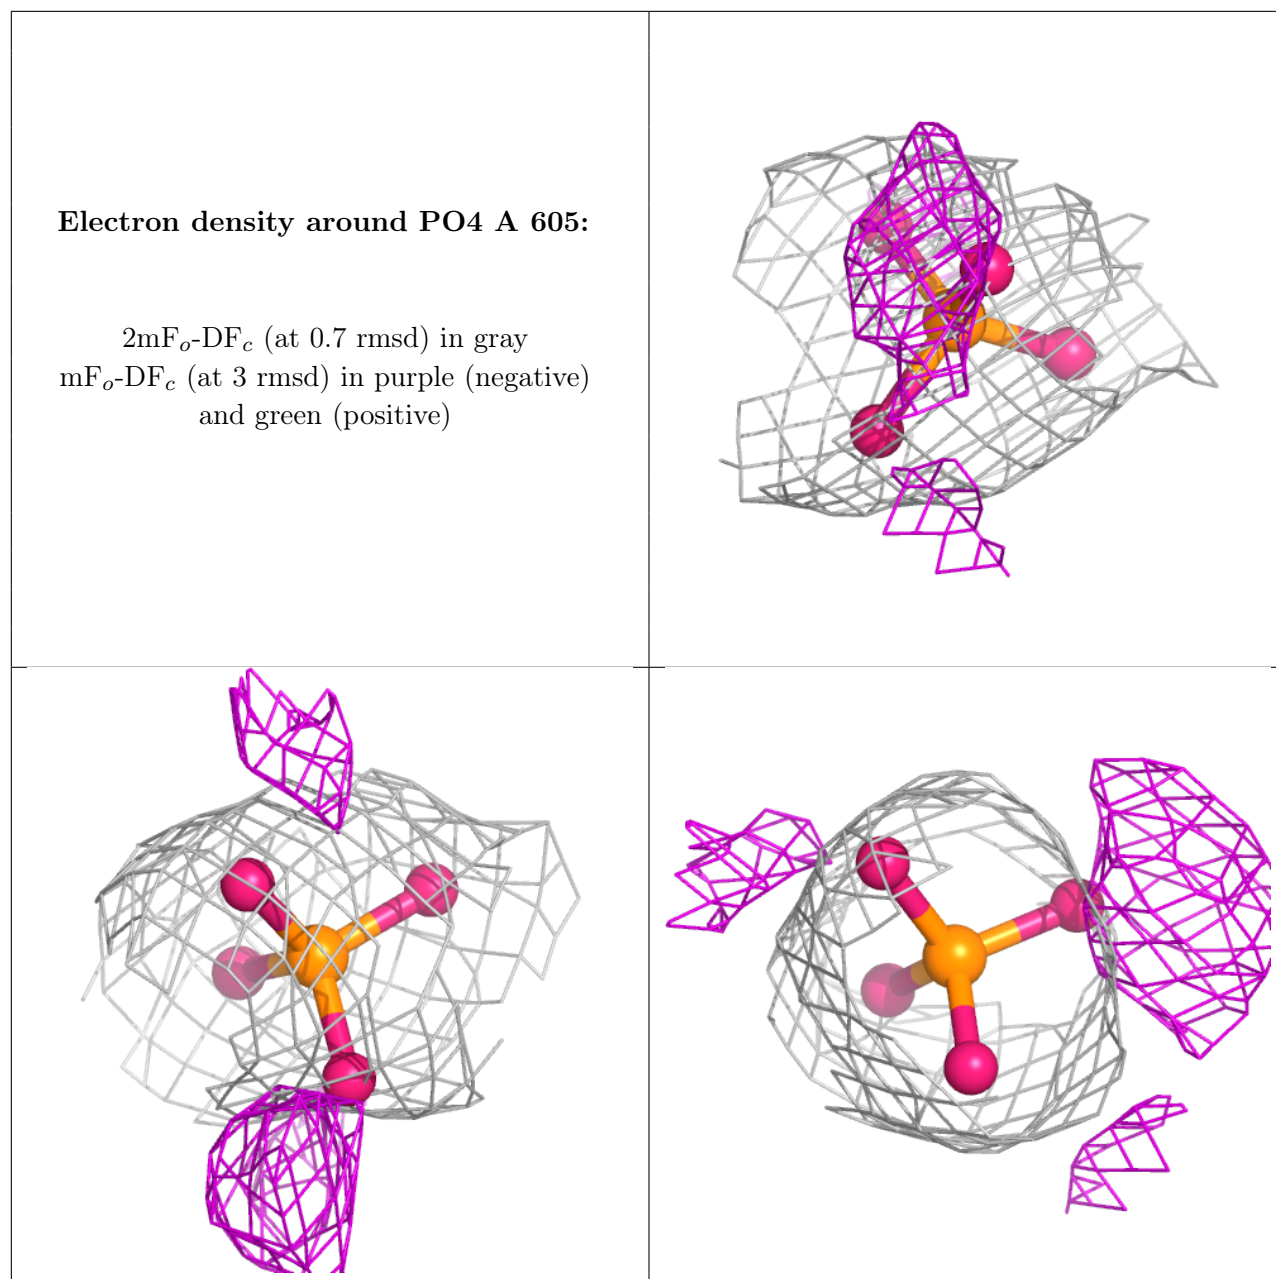 Electron density around PO4 A 605:
2mFo-DFc (at 0.7 rmsd) in gray
mFo-DFc (at 3 rmsd) in purple (negative)
and green (positive)